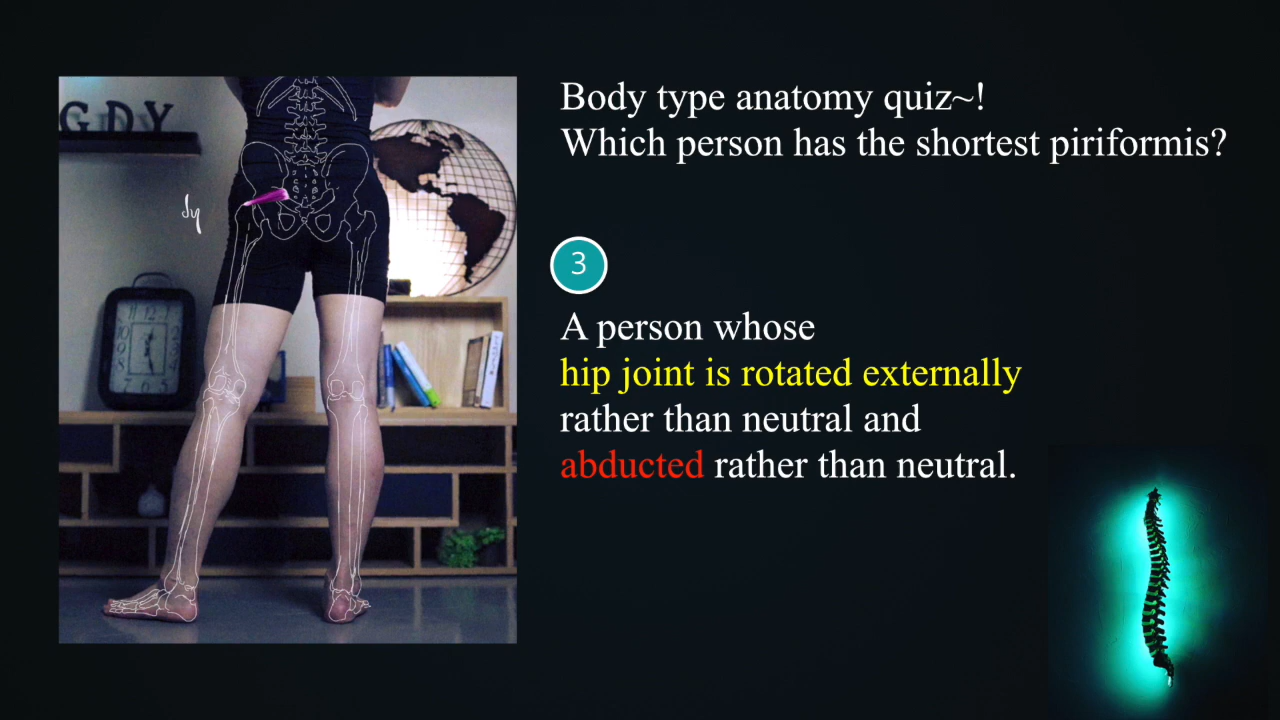 Body type anatomy quiz~!
Which person has the shortest piriformis?
GDY
3
A person whose
hip joint is rotated externally
rather than neutral and
abducted rather than neutral.